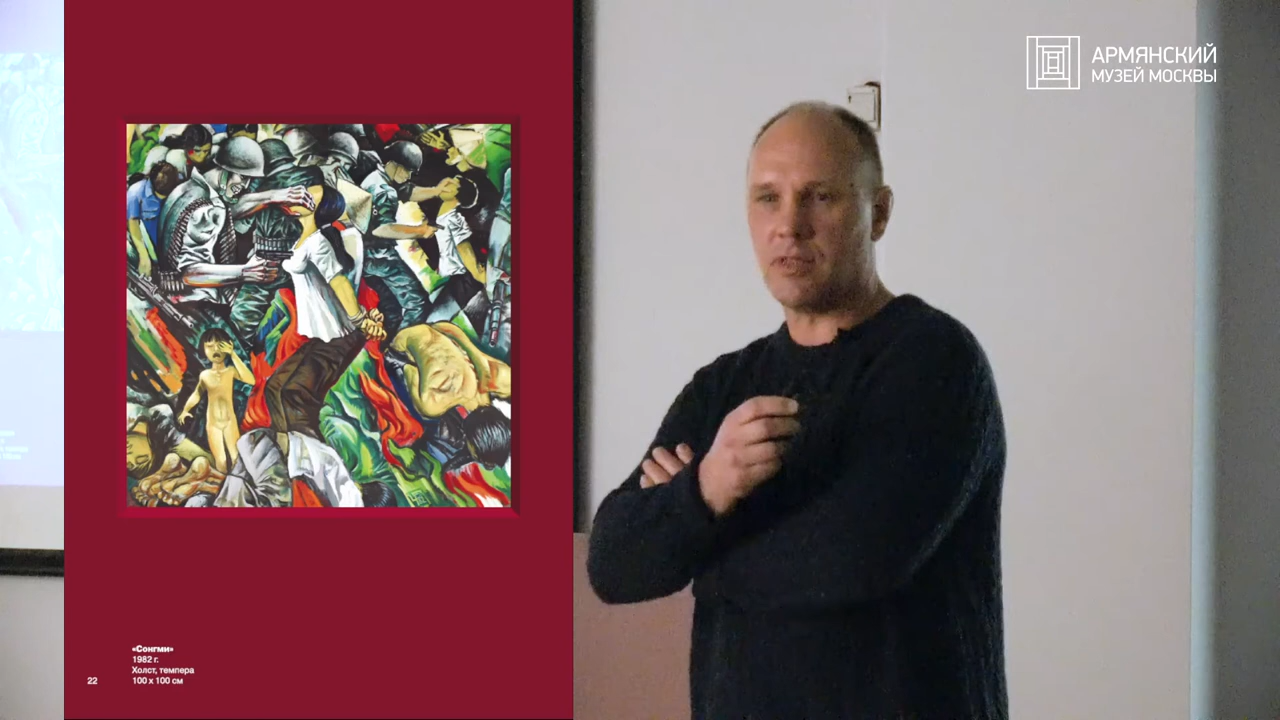 АРМЯНСКИЙ
МУЗЕЙ МОСКВЫ
«Сонгми»
1982 г.
Холст, темпера
22
100 х 100 см